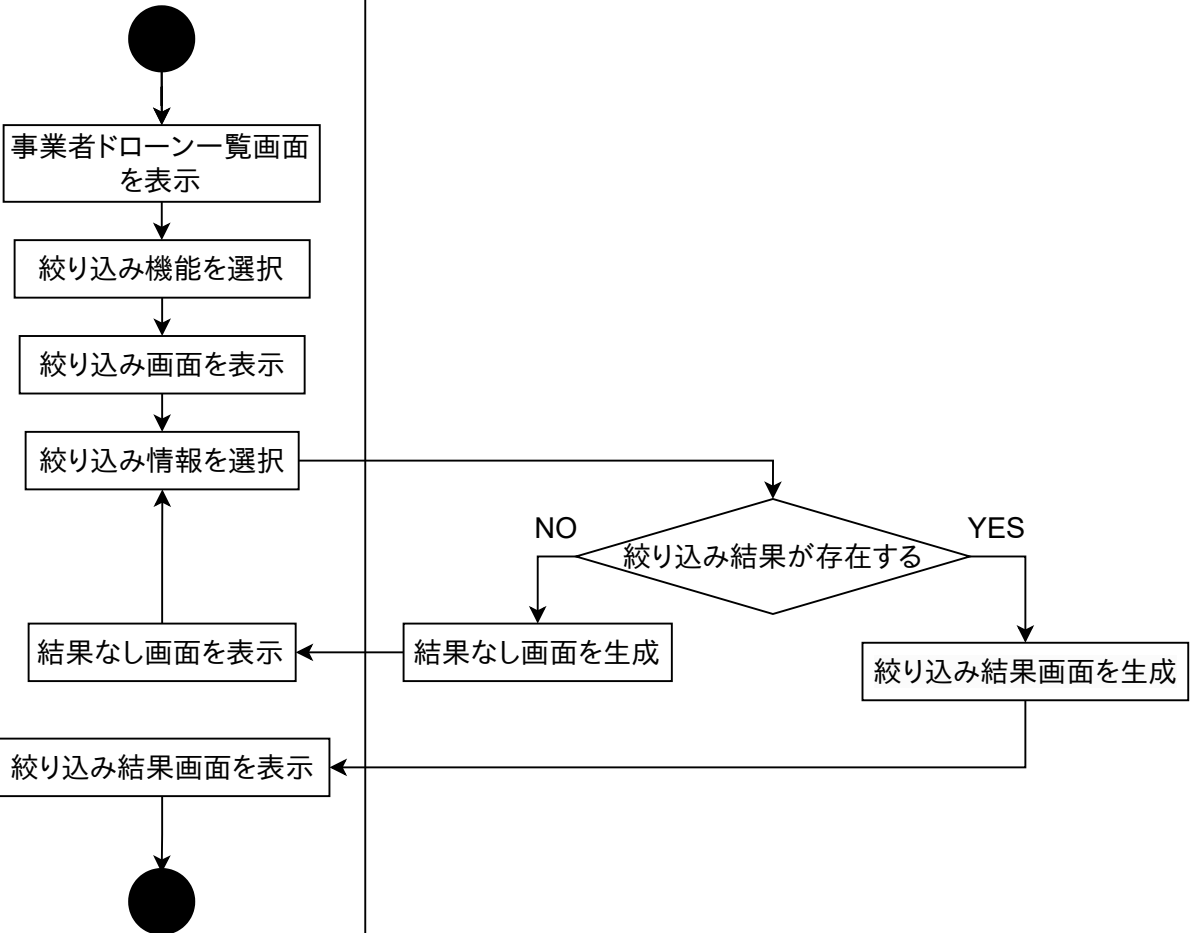 事業者ドローン一覧画面
を表示
絞り込み機能を選択
絞り込み画面を表示
絞り込み情報を選択
NO
YES
絞り込み結果が存在する
結果なし画面を表示
結果なし画面を生成
絞り込み結果画面を生成
絞り込み結果画面を表示